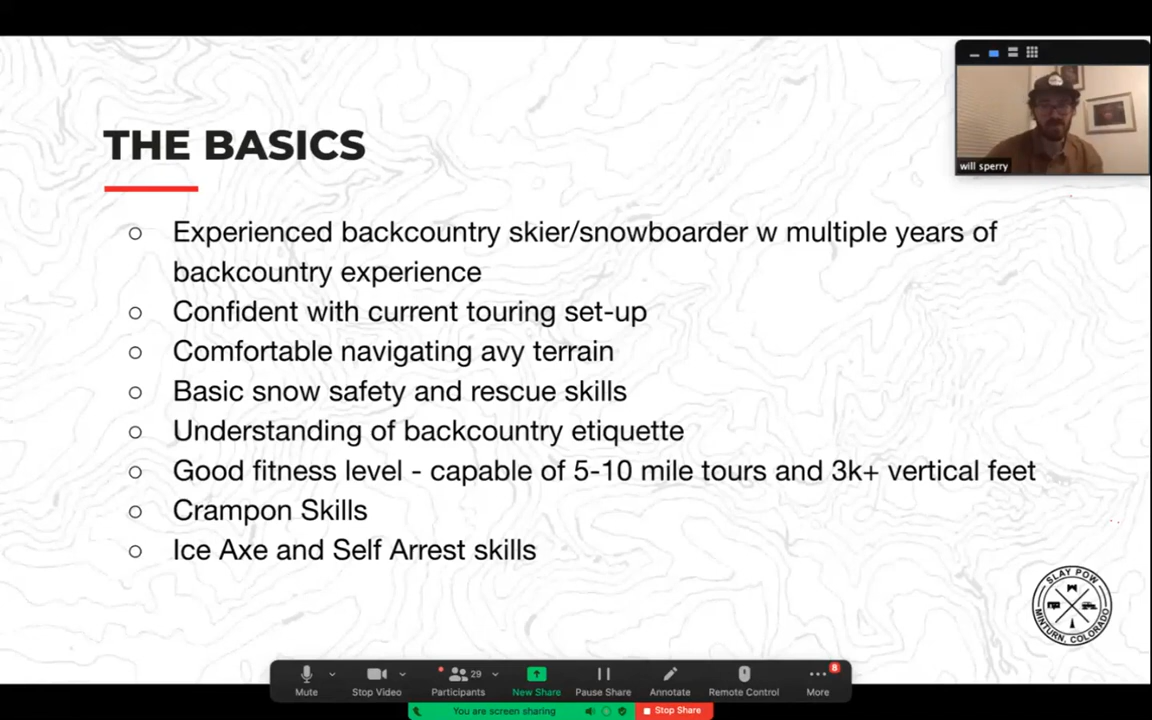 THE BASICS
Experienced backcountry skier/snowboarder w multiple years of
backcountry experience
Confident with current touring set-up
Comfortable navigating avy terrain
Basic snow safety and rescue skills
Understanding of backcountry etiquette
Good fitness level - capable of 5-10 mile tours and 3k+ vertical feet
Crampon Skills
Ice Axe and Self Arrest skills
will sperry
SLAY POW
MINTURN, COLORADO
29
8
Mute
Stop Video
Participants
New Share
Pause Share
Annotate
Remote Control
More
You are screen sharing
Stop Share